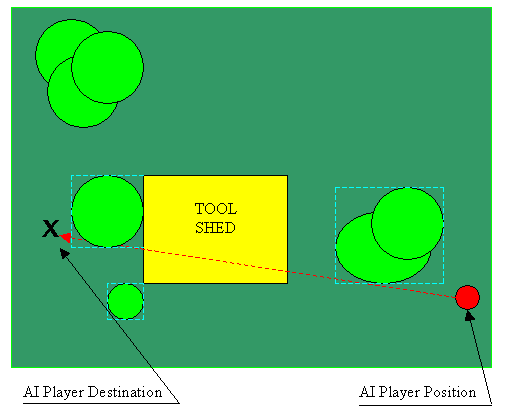 TOOL
SHED
X
AI Player Destination
AI Player Position